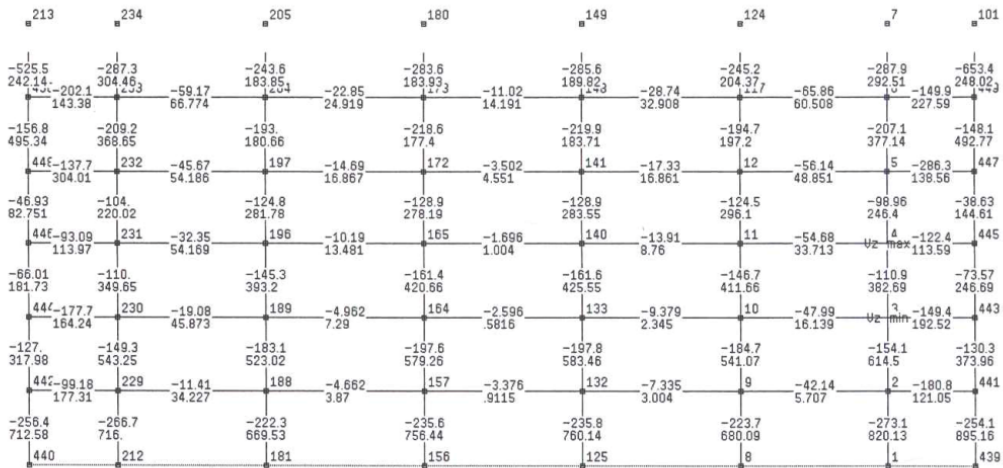 213 234 205 180 149 124 7 101
-525.5 -287.3 -243.6 -283.6 -285.6 -245.2 -287.9 -653.4
242.14 304.46 183.85 183.93 189.82 204.37 292.51 248.02
-202.1 -59.17 -22.85 -11.02 -28.74 -65.86 -149.9
143.38 66.774 24.919 14.191 32.908 60.508 227.59
-156.8 -209.2 -193. -218.6 -219.9 -194.7 -207.1 -148.1
495.34 368.65 180.66 177.4 183.71 197.2 377.14 492.77
232 197 172 141 12 5 447
-137.7 -45.67 -14.69 -3.502 -17.33 -56.14 -286.3
304.01 54.186 16.867 4.551 16.861 48.851 138.56
-46.93 -104. -124.8 -128.9 -128.9 -124.5 -98.96 -38.63
82.751 220.02 281.78 278.19 283.55 296.1 246.4 144.61
231 196 165 140 11 4 445
-93.09 -32.35 -10.19 -1.696 -13.91 -54.68 Uz max -122.4
113.97 54.169 13.481 1.004 8.76 33.713 113.59
-66.01 -110. -145.3 -161.4 -161.6 -146.7 -110.9 -73.57
181.73 349.65 393.2 420.66 425.55 411.66 382.69 246.69
230 189 164 133 10 3 443
-177.7 -19.08 -4.962 -2.596 -9.379 -47.99 Uz min -149.4
164.24 45.873 7.29 .5816 2.345 16.139 192.52
-127. -149.3 -183.1 -197.6 -197.8 -184.7 -154.1 -130.3
317.98 543.25 523.02 579.26 583.46 541.07 614.5 373.96
229 188 157 132 9 2 441
-99.18 -11.41 -4.662 -3.376 -7.335 -42.14 -180.8
177.31 34.227 3.87 .9115 3.004 5.707 121.05
-256.4 -266.7 -222.3 -235.6 -235.8 -223.7 -273.1 -254.1
712.58 716. 669.53 756.44 760.14 680.09 820.13 895.16
440 212 181 156 125 8 1 439